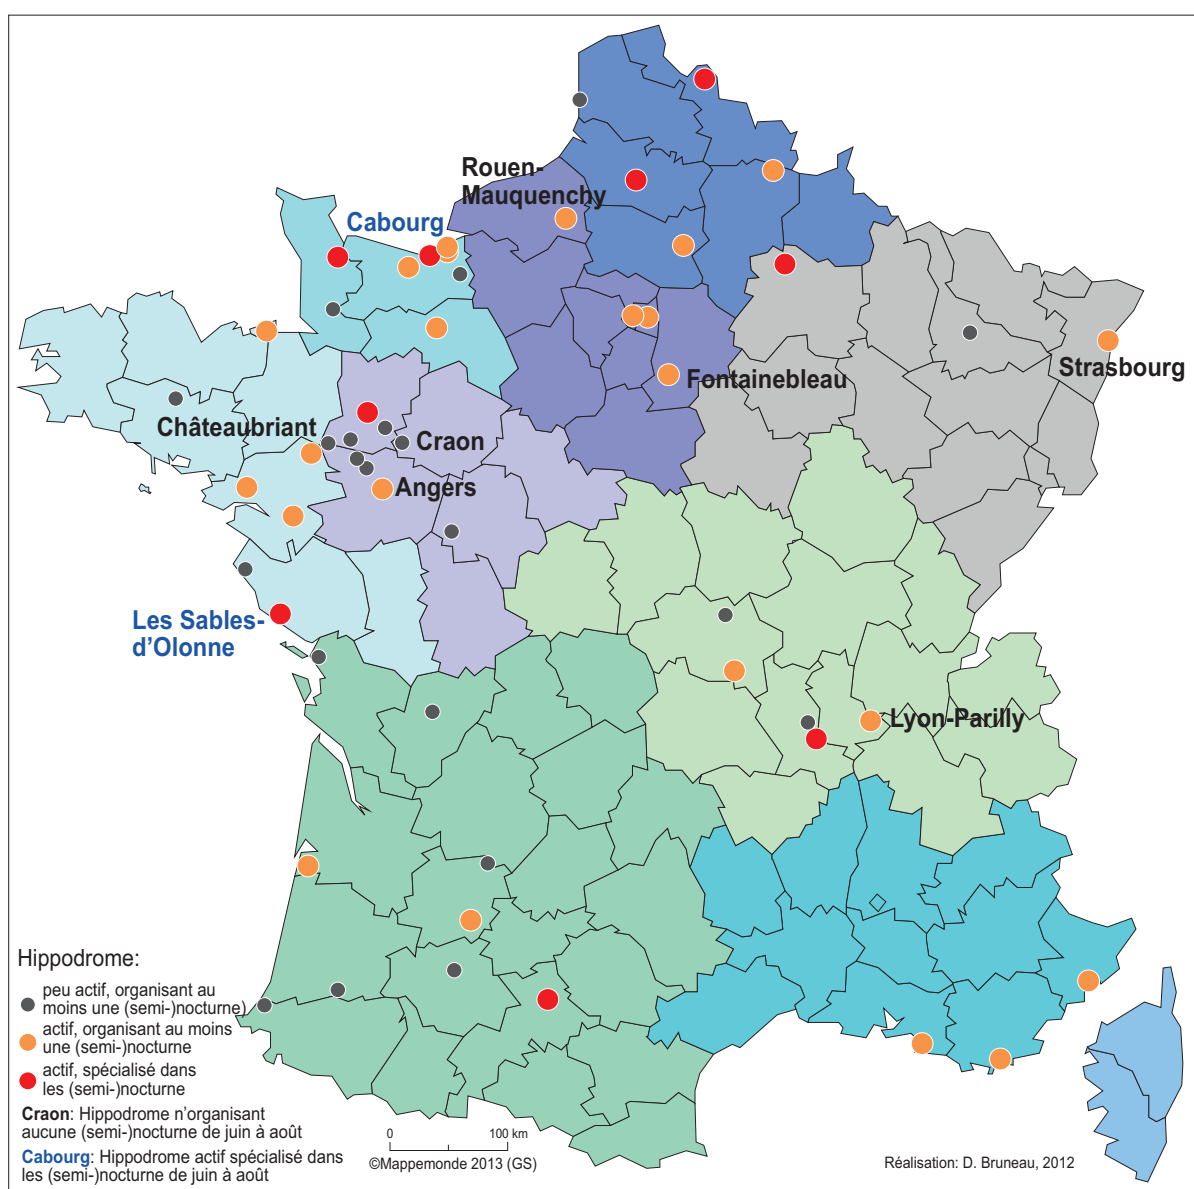 Rouen-
Mauquenchy
Cabourg
Strasbourg
Fontainebleau
Châteaubriant
Craon
Angers
Les Sables-
d’Olonne
Lyon-Parilly
Hippodrome:
peu actif, organisant au
moins une (semi-)nocturne)
actif, organisant au moins
une (semi-)nocturne
actif, spécialisé dans
les (semi-)nocturne
Craon: Hippodrome n’organisant
aucune (semi-)nocturne de juin à août
Cabourg: Hippodrome actif spécialisé dans
les (semi-)nocturne de juin à août
0 100 km
©Mappemonde 2013 (GS)
Réalisation: D. Bruneau, 2012